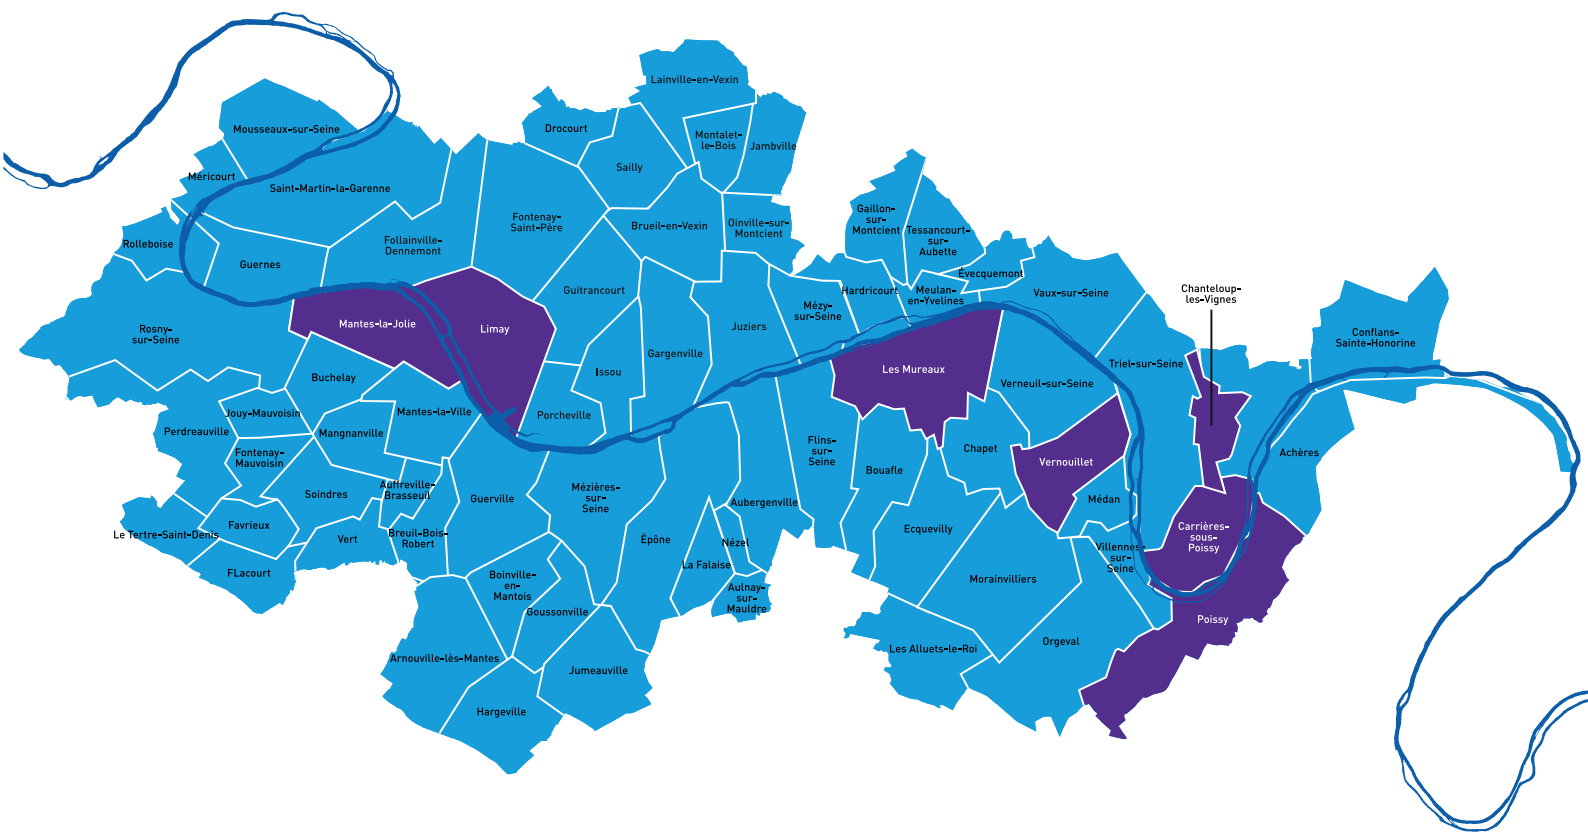 Lainville-en-Vexin
Mousseaux-sur-Seine
Drocourt
Montalet-
le-Bois
Jambville
Sailly
Méricourt
Saint-Martin-la-Garenne
Fontenay-
Saint-Père
Brueil-en-Vexin
Oinville-sur-
Montcient
Gaillon-
sur-
Montcient
Tessancourt-
sur-
Aubette
Rolleboise
Guernes
Follainville-
Dennemont
Évecquemont
Guitrancourt
Hardricourt
Meulan-
en-Yvelines
Vaux-sur-Seine
Chanteloup-
les-Vignes
Mézy-
sur-Seine
Rosny-
sur-Seine
Mantes-la-Jolie
Limay
Juziers
Conflans-
Sainte-Honorine
Gargenville
Triel-sur-Seine
Issou
Les Mureaux
Buchelay
Verneuil-sur-Seine
Jouy-Mauvoisin
Mantes-la-Ville
Porcheville
Perdreauville
Mangnanville
Flins-
sur-
Seine
Chapet
Achères
Fontenay-
Mauvoisin
Bouafle
Vernouillet
Soindres
Auffreville-
Brasseuil
Guerville
Mézières-
sur-
Seine
Aubergenville
Médan
Favrieux
Le Tertre-Saint-Denis
Vert
Breuil-Bois-
Robert
Épône
Nézel
Ecquevilly
Carrières-
sous-
Poissy
Villennes-
sur-
Seine
La Falaise
FLacourt
Boinville-
en-
Mantois
Morainvilliers
Aulnay-
sur-
Mauldre
Goussonville
Poissy
Les Alluets-le-Roi
Orgeval
Arnouville-lès-Mantes
Jumeauville
Hargeville